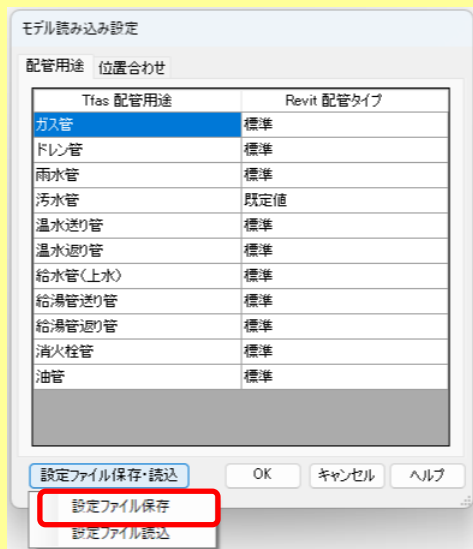 モデル読み込み設定
配管用途 位置合わせ
Tfas 配管用途 Revit 配管タイプ
ガス管 標準
ドレン管 標準
雨水管 標準
汚水管 既定値
温水送り管 標準
温水返り管 標準
給水管(上水) 標準
給湯管送り管 標準
給湯管返り管 標準
消火栓管 標準
油管 標準
設定ファイル保存・読込 OK キャンセル ヘルプ
設定ファイル保存
設定ファイル読込